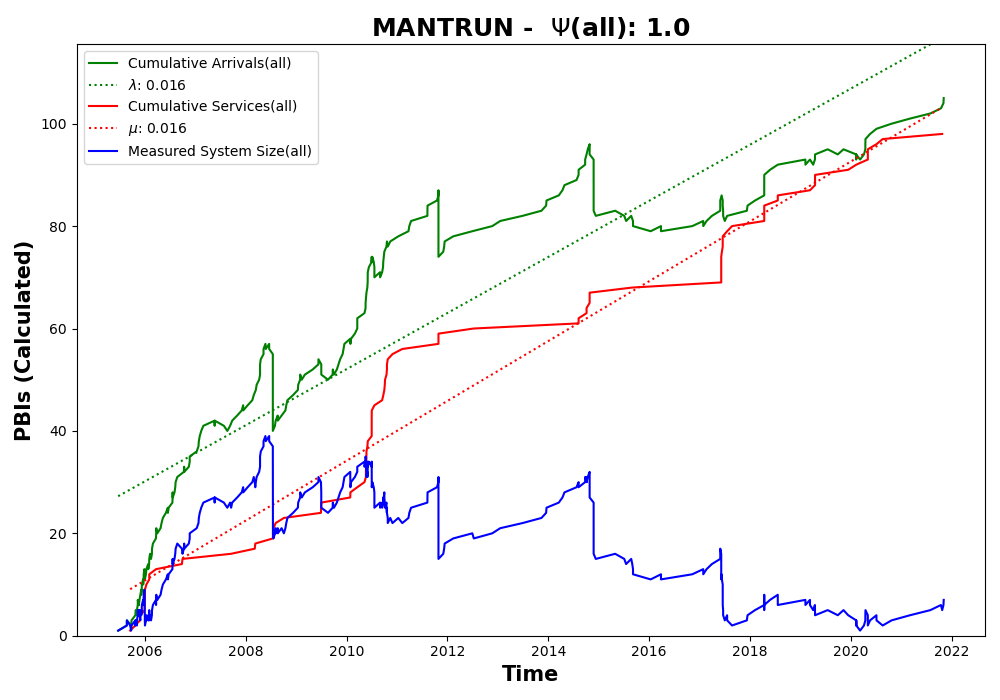 MANTRUN - Ψ(all): 1.0
Cumulative Arrivals(all)
λ: 0.016
Cumulative Services(all)
μ: 0.016
Measured System Size(all)
PBIs (Calculated)
100
80
60
40
20
0
2006 2008 2010 2012 2014 2016 2018 2020 2022
Time